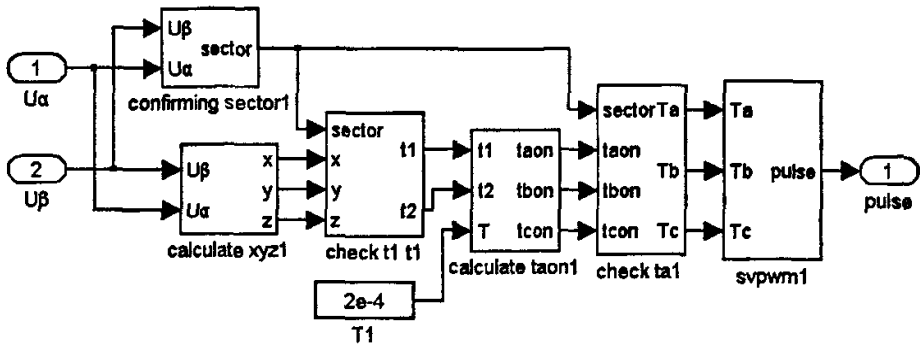 1
Uα
2
Uβ
Uβ
Uα
sector
confirming sector1
Uβ
Uα
x
y
z
calculate xyz1
sector
x
y
z
t1
t2
check t1 t1
2e-4
T1
t1
t2
T
taon
tbon
tcon
calculate taon1
sector
taon
tbon
tcon
Ta
Tb
Tc
check ta1
Ta
Tb
Tc
pulse
svpwm1
1
pulse